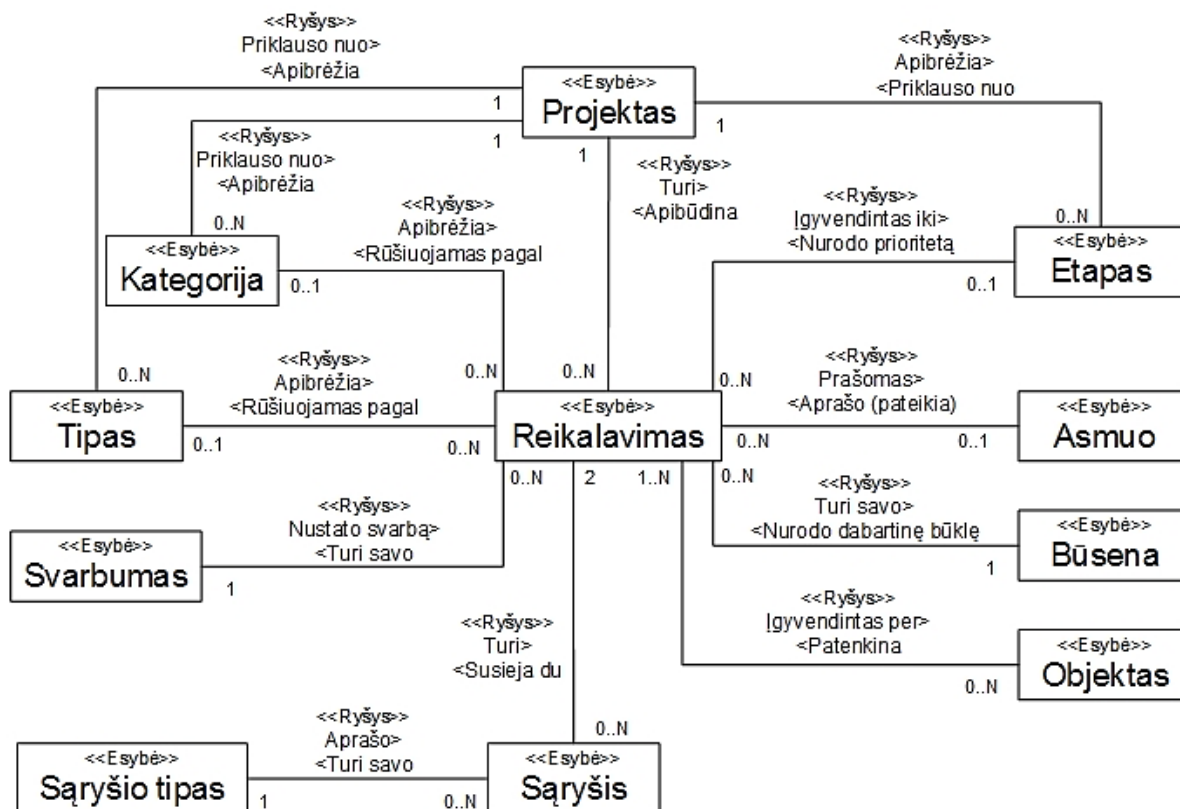 <<Ryšys>>
Priklauso nuo>
<Apibrėžia
<<Ryšys>>
Apibrėžia>
<Priklauso nuo
<<Esybė>>
Projektas
1
1
1
1
<<Ryšys>>
Priklauso nuo>
<Apibrėžia
<<Ryšys>>
Turi>
<Apibūdina
0..N
<<Ryšys>>
Apibrėžia>
<Rūšiuojamas pagal
<<Ryšys>>
Įgyvendintas iki>
<Nurodo prioritetą
0..N
<<Esybė>>
Kategorija
0..1
<<Esybė>>
Etapas
0..1
0..N
<<Ryšys>>
Apibrėžia>
<Rūšiuojamas pagal
0..N
0..N
0..N
<<Ryšys>>
Prašomas>
<Aprašo (pateikia)
<<Esybė>>
Tipas
0..1
0..N
<<Esybė>>
Reikalavimas
0..N
0..1
<<Esybė>>
Asmuo
0..N
2
1..N
0..N
<<Ryšys>>
Nustato svarbą>
<Turi savo
<<Ryšys>>
Turi savo>
<Nurodo dabartinę būklę
<<Esybė>>
Svarbumas
1
<<Esybė>>
Būsena
1
<<Ryšys>>
Turi>
<Susieja du
<<Ryšys>>
Įgyvendintas per>
<Patenkina
<<Esybė>>
Objektas
0..N
<<Ryšys>>
Aprašo>
<Turi savo
0..N
<<Esybė>>
Sąryšio tipas
1
0..N
<<Esybė>>
Sąryšis